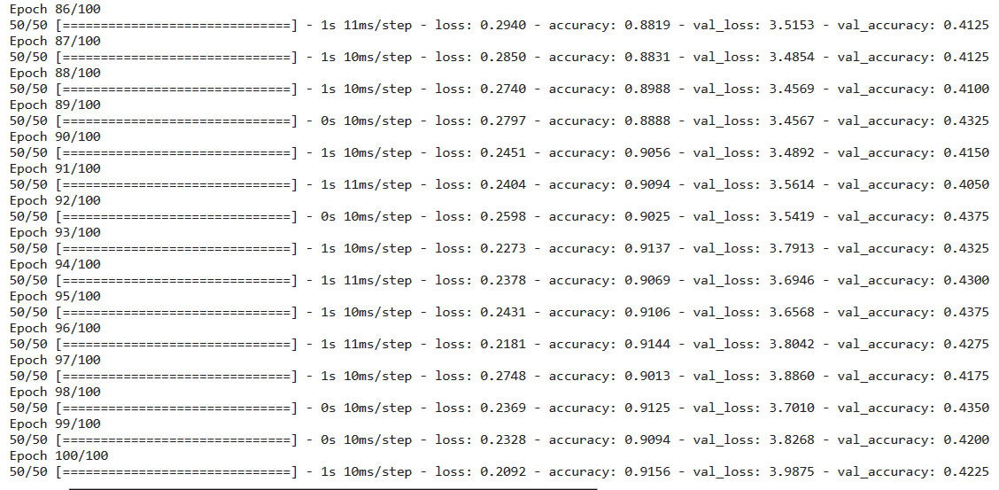 Epoch 86/100
50/50 [==============================] - 1s 11ms/step - loss: 0.2940 - accuracy: 0.8819 - val_loss: 3.5153 - val_accuracy: 0.4125
Epoch 87/100
50/50 [==============================] - 1s 10ms/step - loss: 0.2850 - accuracy: 0.8831 - val_loss: 3.4854 - val_accuracy: 0.4125
Epoch 88/100
50/50 [==============================] - 1s 10ms/step - loss: 0.2740 - accuracy: 0.8988 - val_loss: 3.4569 - val_accuracy: 0.4100
Epoch 89/100
50/50 [==============================] - 0s 10ms/step - loss: 0.2797 - accuracy: 0.8888 - val_loss: 3.4567 - val_accuracy: 0.4325
Epoch 90/100
50/50 [==============================] - 1s 10ms/step - loss: 0.2451 - accuracy: 0.9056 - val_loss: 3.4892 - val_accuracy: 0.4150
Epoch 91/100
50/50 [==============================] - 1s 11ms/step - loss: 0.2404 - accuracy: 0.9094 - val_loss: 3.5614 - val_accuracy: 0.4050
Epoch 92/100
50/50 [==============================] - 0s 10ms/step - loss: 0.2598 - accuracy: 0.9025 - val_loss: 3.5419 - val_accuracy: 0.4375
Epoch 93/100
50/50 [==============================] - 1s 10ms/step - loss: 0.2273 - accuracy: 0.9137 - val_loss: 3.7913 - val_accuracy: 0.4325
Epoch 94/100
50/50 [==============================] - 1s 11ms/step - loss: 0.2378 - accuracy: 0.9069 - val_loss: 3.6946 - val_accuracy: 0.4300
Epoch 95/100
50/50 [==============================] - 1s 10ms/step - loss: 0.2431 - accuracy: 0.9106 - val_loss: 3.6568 - val_accuracy: 0.4375
Epoch 96/100
50/50 [==============================] - 1s 11ms/step - loss: 0.2181 - accuracy: 0.9144 - val_loss: 3.8042 - val_accuracy: 0.4275
Epoch 97/100
50/50 [==============================] - 1s 10ms/step - loss: 0.2748 - accuracy: 0.9013 - val_loss: 3.8860 - val_accuracy: 0.4175
Epoch 98/100
50/50 [==============================] - 0s 10ms/step - loss: 0.2369 - accuracy: 0.9125 - val_loss: 3.7010 - val_accuracy: 0.4350
Epoch 99/100
50/50 [==============================] - 0s 10ms/step - loss: 0.2328 - accuracy: 0.9094 - val_loss: 3.8268 - val_accuracy: 0.4200
Epoch 100/100
50/50 [==============================] - 1s 10ms/step - loss: 0.2092 - accuracy: 0.9156 - val_loss: 3.9875 - val_accuracy: 0.4225